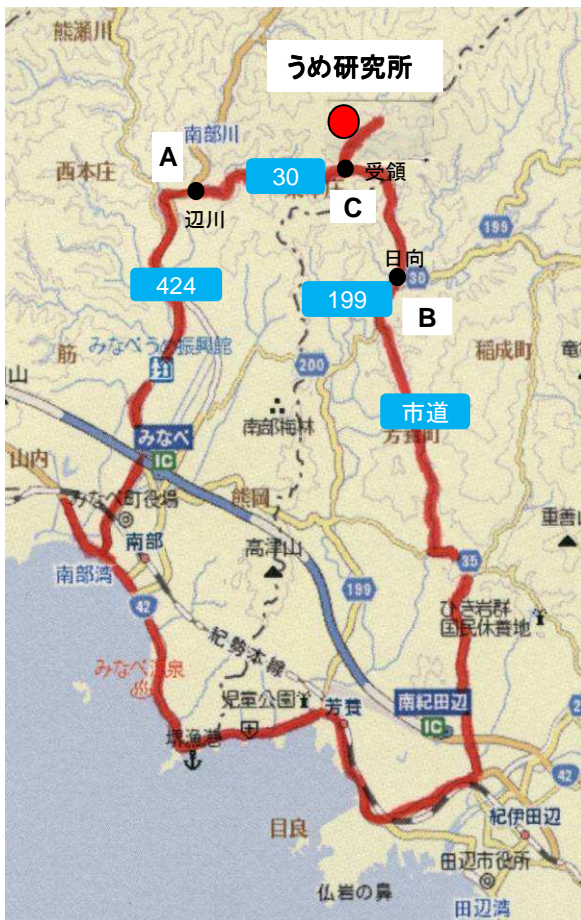 熊瀬川
うめ研究所
南部川
A
西本庄
30
受領
C
辺川
199
日向
30
424
199
B
みなべうめ振興館
稲成町
筋
200
市道
芳養町
みなべ
IC
南部梅林
山内
みなべ町役場
熊岡
南部
高津山
重善山
35
南部湾
199
ひき岩群
国民休養地
42
紀勢本線
みなべ温泉
児童公園
芳養
南紀田辺
IC
堺漁港
42
目良
紀伊田辺
田辺市役所
仏岩の鼻
田辺湾